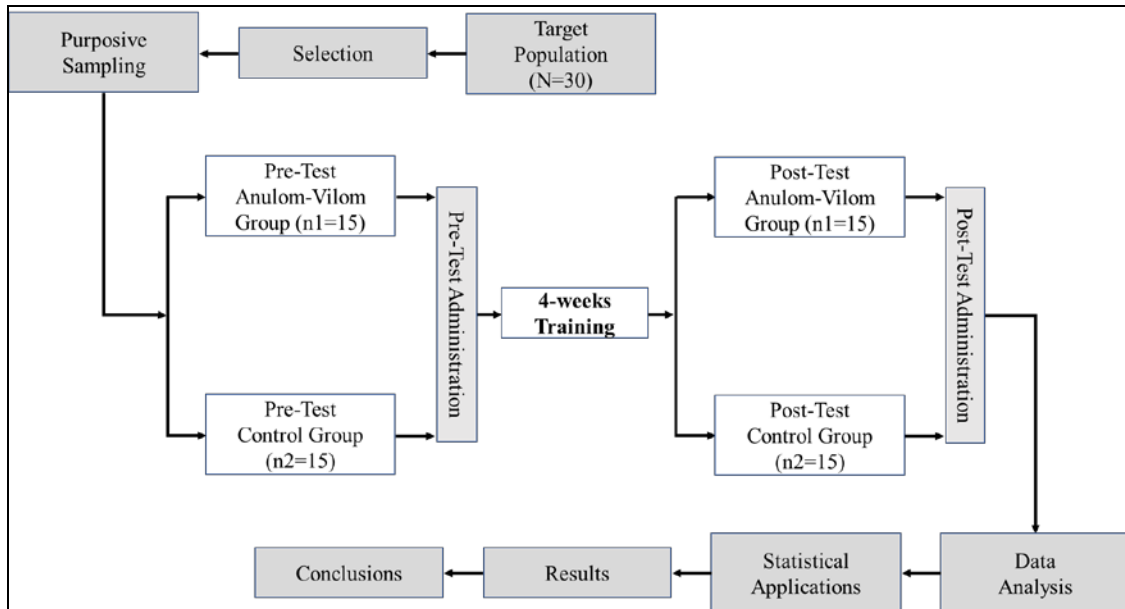 Purposive
Sampling
Selection
Target
Population
(N=30)
Pre-Test
Anulom-Vilom
Group (n1=15)
Pre-Test
Control Group
(n2=15)
Pre-Test Administration
4-weeks
Training
Post-Test
Anulom-Vilom
Group (n1=15)
Post-Test
Control Group
(n2=15)
Post-Test Administration
Data
Analysis
Statistical
Applications
Results
Conclusions